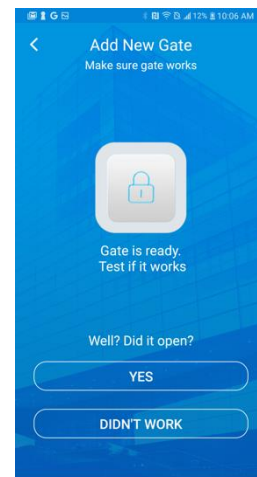 12% 10:06 AM
Add New Gate
Make sure gate works
Gate is ready.
Test if it works
Well? Did it open?
YES
DIDN'T WORK